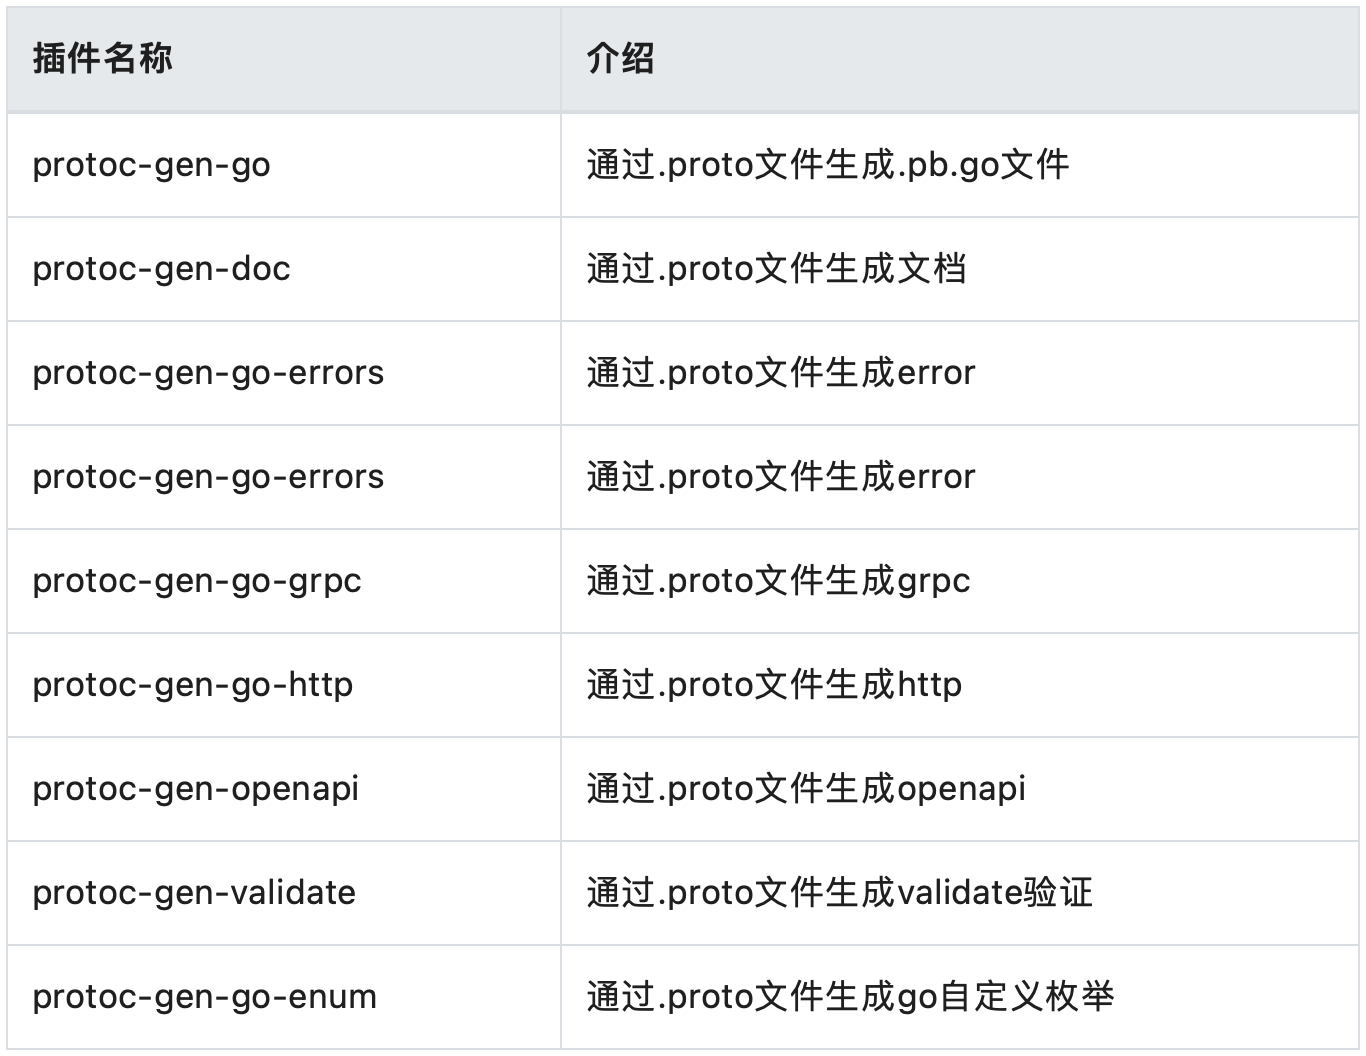 插件名称 介绍
protoc-gen-go 通过.proto文件生成.pb.go文件
protoc-gen-doc 通过.proto文件生成文档
protoc-gen-go-errors 通过.proto文件生成error
protoc-gen-go-errors 通过.proto文件生成error
protoc-gen-go-grpc 通过.proto文件生成grpc
protoc-gen-go-http 通过.proto文件生成http
protoc-gen-openapi 通过.proto文件生成openapi
protoc-gen-validate 通过.proto文件生成validate验证
protoc-gen-go-enum 通过.proto文件生成go自定义枚举